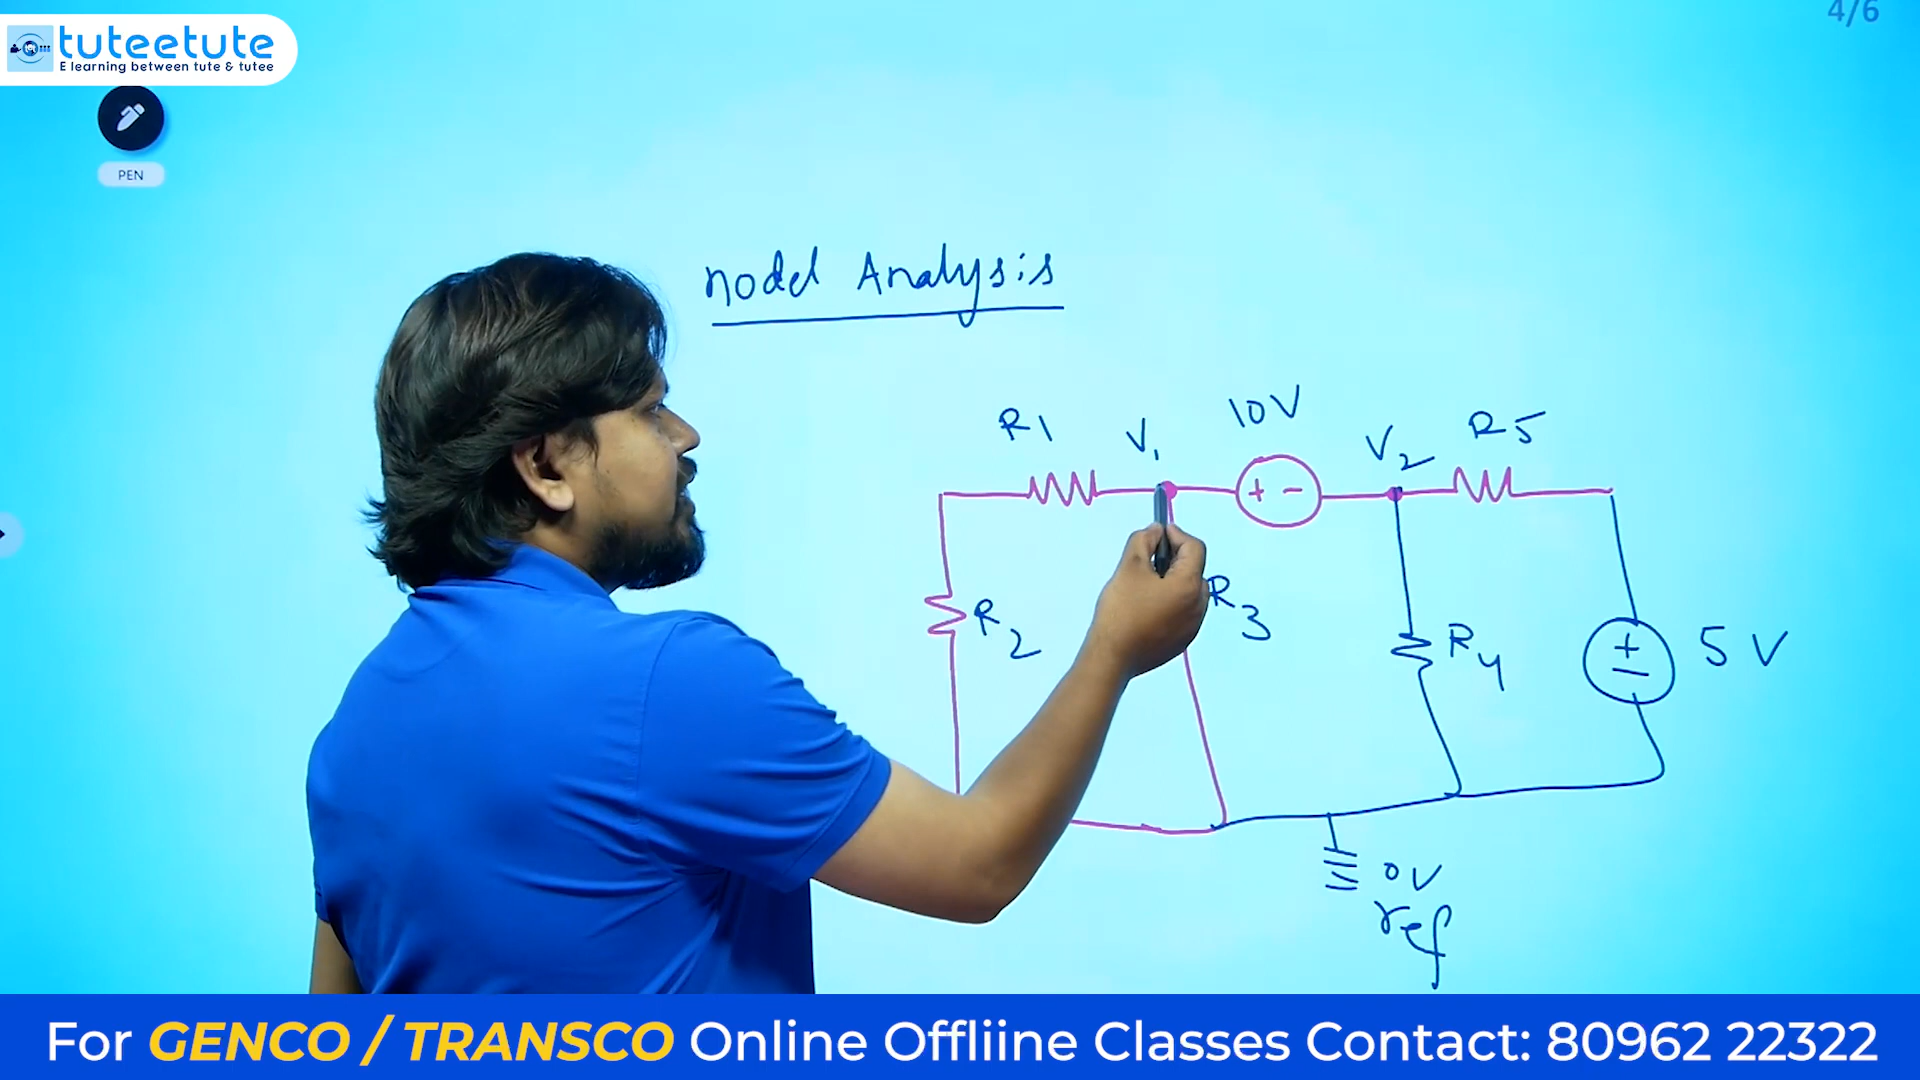 4/6
tuteetute
E learning between tute & tutee
PEN
nodel Analysis
R1
V1
10V
V2
R5
R2
R3
R4
5V
+ -
+
-
0V
ref
For GENCO / TRANSCO Online Offliine Classes Contact: 80962 22322